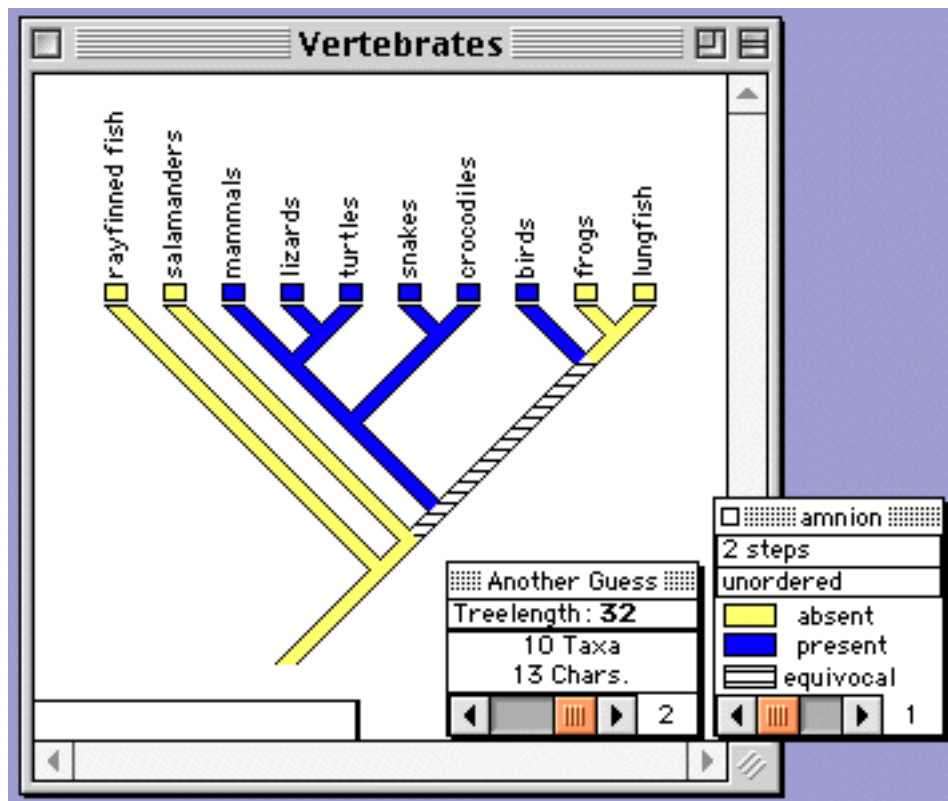 Vertebrates
rayfinned fish
salamanders
mammals
lizards
turtles
snakes
crocodiles
birds
frogs
lungfish
Another Guess
Treelength: 32
10 Taxa
13 Chars.
2
amnion
2 steps
unordered
absent
present
equivocal
1